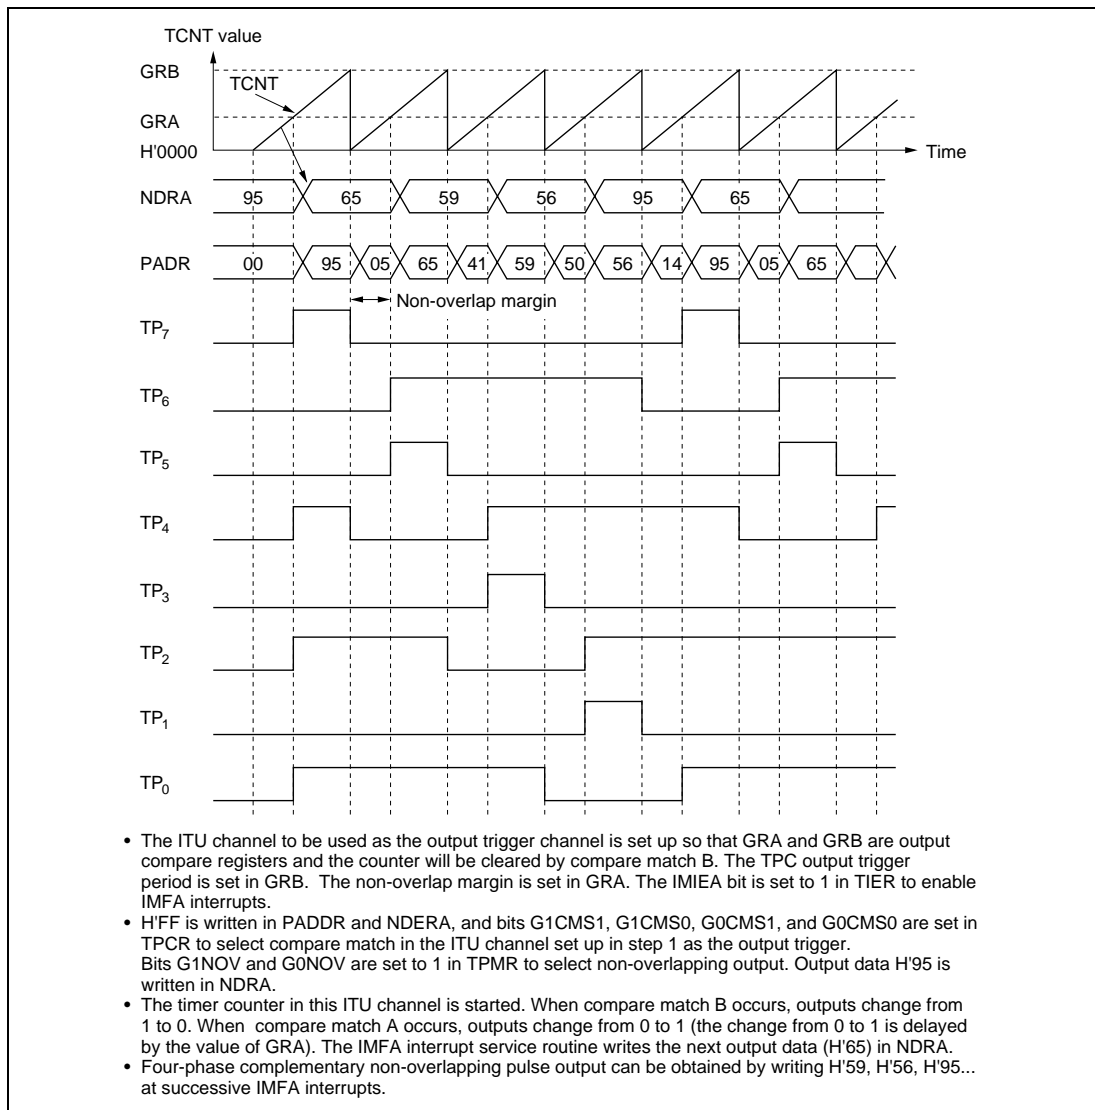 TCNT value
GRB
TCNT
GRA
H'0000
Time
NDRA 95 65 59 56 95 65
PADR 00 95 05 65 41 59 50 56 14 95 05 65
Non-overlap margin
TP7
TP6
TP5
TP4
TP3
TP2
TP1
TP0
• The ITU channel to be used as the output trigger channel is set up so that GRA and GRB are output
compare registers and the counter will be cleared by compare match B. The TPC output trigger
period is set in GRB. The non-overlap margin is set in GRA. The IMIEA bit is set to 1 in TIER to enable
IMFA interrupts.
• H'FF is written in PADDR and NDERA, and bits G1CMS1, G1CMS0, G0CMS1, and G0CMS0 are set in
TPCR to select compare match in the ITU channel set up in step 1 as the output trigger.
Bits G1NOV and G0NOV are set to 1 in TPMR to select non-overlapping output. Output data H'95 is
written in NDRA.
• The timer counter in this ITU channel is started. When compare match B occurs, outputs change from
1 to 0. When compare match A occurs, outputs change from 0 to 1 (the change from 0 to 1 is delayed
by the value of GRA). The IMFA interrupt service routine writes the next output data (H'65) in NDRA.
• Four-phase complementary non-overlapping pulse output can be obtained by writing H'59, H'56, H'95...
at successive IMFA interrupts.